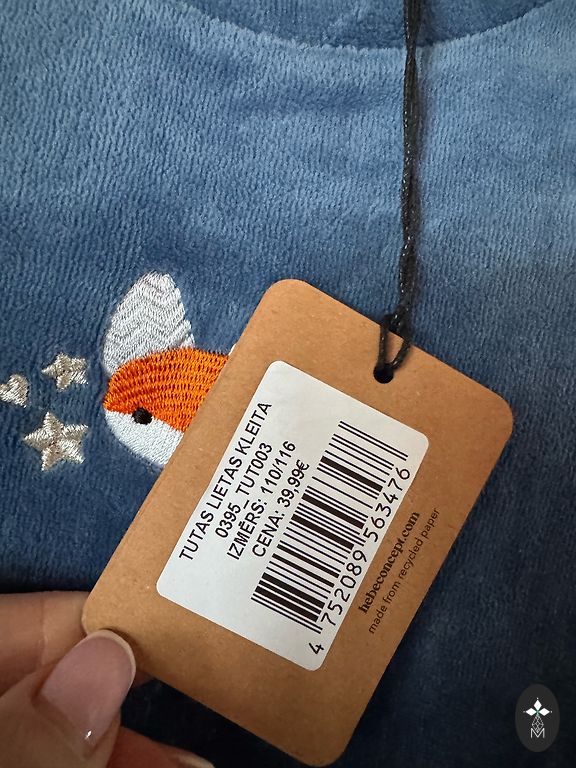 TUTAS LIETAS KLEITA
0395_TUT003
IZMĒRS: 110/116
CENA: 39,99€
4 752089 563476
hebeconcept.com
made from recycled paper
M